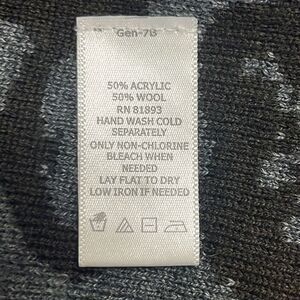 Gen-7B
50% ACRYLIC
50% WOOL
RN 81893
HAND WASH COLD
SEPARATELY
ONLY NON-CHLORINE
BLEACH WHEN
NEEDED
LAY FLAT TO DRY
LOW IRON IF NEEDED